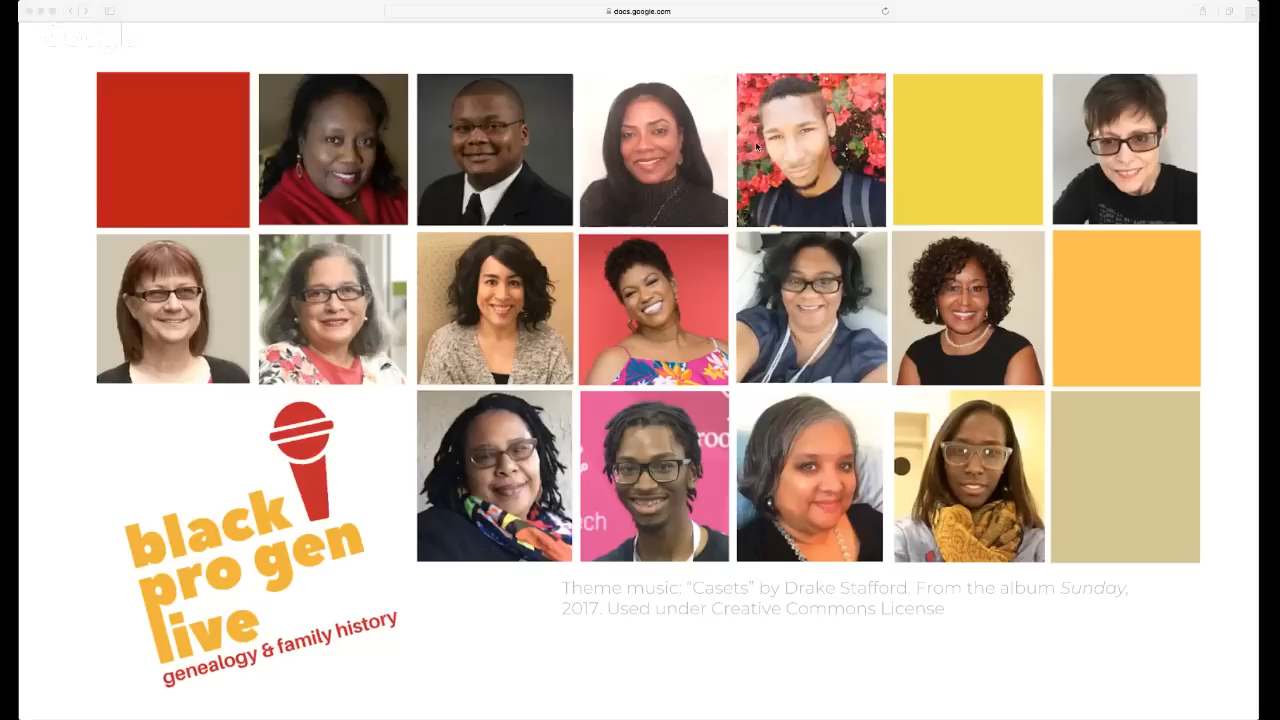 docs.google.com
black
pro gen
live
genealogy & family history
Theme music: “Casets” by Drake Stafford. From the album Sunday,
2017. Used under Creative Commons License